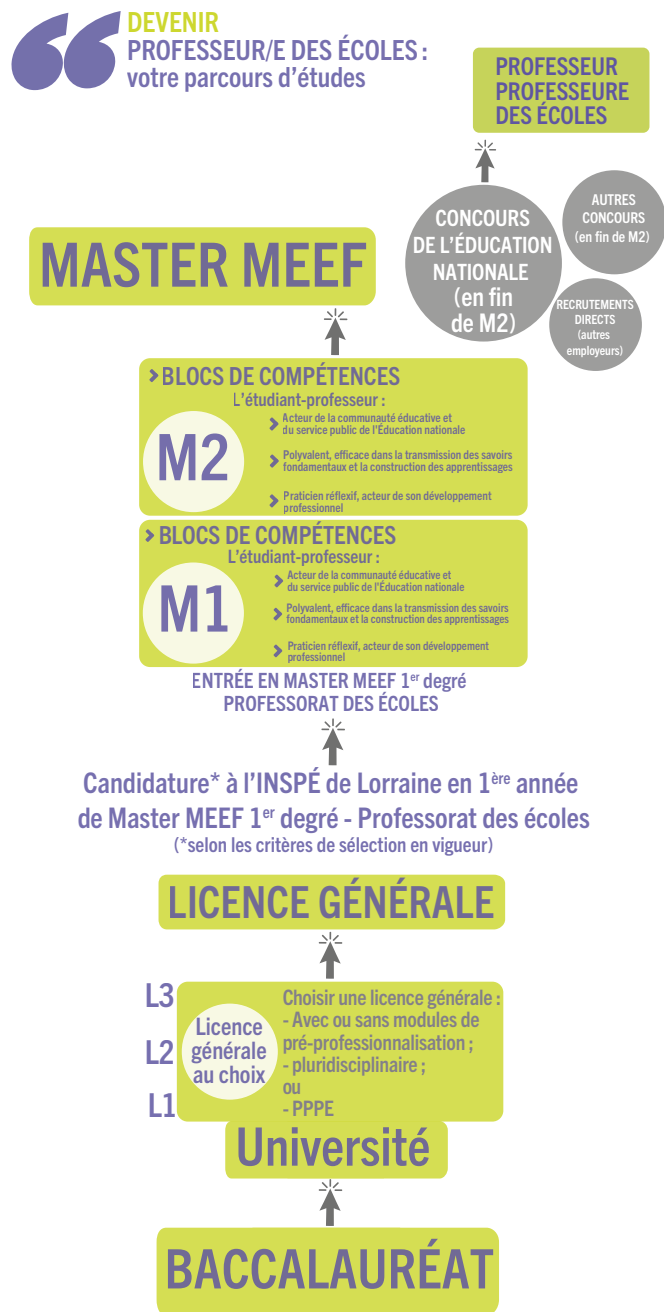 DEVENIR
PROFESSEUR/E DES ÉCOLES :
votre parcours d'études
PROFESSEUR
PROFESSEURE
DES ÉCOLES
CONCOURS
DE L'ÉDUCATION
NATIONALE
(en fin
de M2)
AUTRES
CONCOURS
(en fin de M2)
RECRUTEMENTS
DIRECTS
(autres
employeurs)
MASTER MEEF
BLOCS DE COMPÉTENCES
L'étudiant-professeur :
M2
Acteur de la communauté éducative et
du service public de l'Éducation nationale
Polyvalent, efficace dans la transmission des savoirs
fondamentaux et la construction des apprentissages
Praticien réflexif, acteur de son développement
professionnel
BLOCS DE COMPÉTENCES
L'étudiant-professeur :
M1
Acteur de la communauté éducative et
du service public de l'Éducation nationale
Polyvalent, efficace dans la transmission des savoirs
fondamentaux et la construction des apprentissages
Praticien réflexif, acteur de son développement
professionnel
ENTRÉE EN MASTER MEEF 1er degré
PROFESSORAT DES ÉCOLES
Candidature* à l'INSPÉ de Lorraine en 1ère année
de Master MEEF 1er degré - Professorat des écoles
(*selon les critères de sélection en vigueur)
LICENCE GÉNÉRALE
L3
L2
L1
Licence
générale
au choix
Choisir une licence générale :
- Avec ou sans modules de
pré-professionnalisation ;
- pluridisciplinaire ;
ou
- PPPE
Université
BACCALAURÉAT